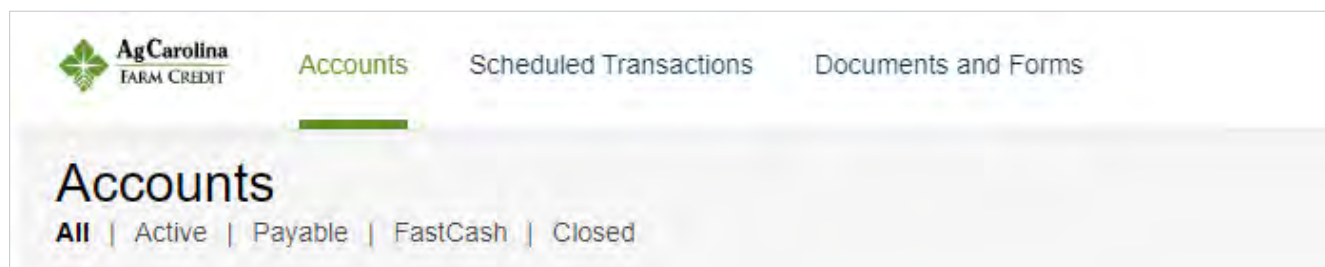 AgCarolina
FARM CREDIT
Accounts Scheduled Transactions Documents and Forms
Accounts
All | Active | Payable | FastCash | Closed